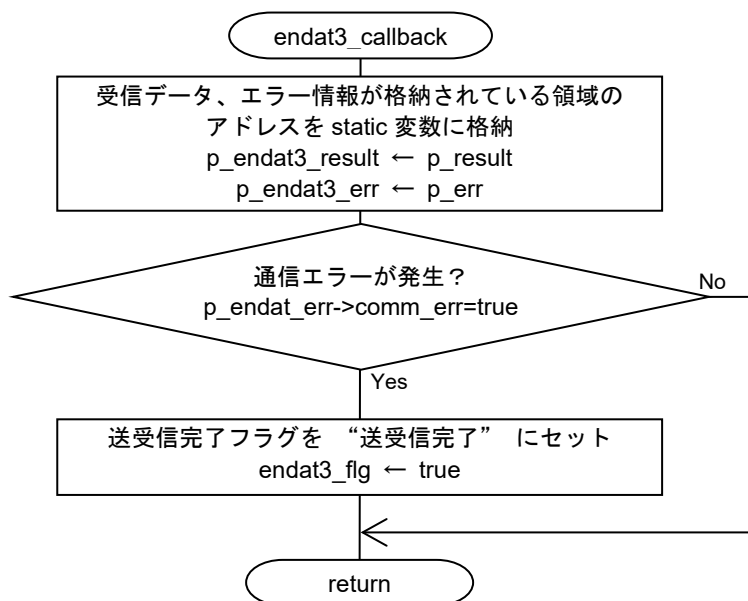 endat3_callback
受信データ、エラー情報が格納されている領域の
アドレスを static 変数に格納
p_endat3_result ← p_result
p_endat3_err ← p_err
通信エラーが発生？
p_endat_err->comm_err=true
No
Yes
送受信完了フラグを “送受信完了” にセット
endat3_flg ← true
return